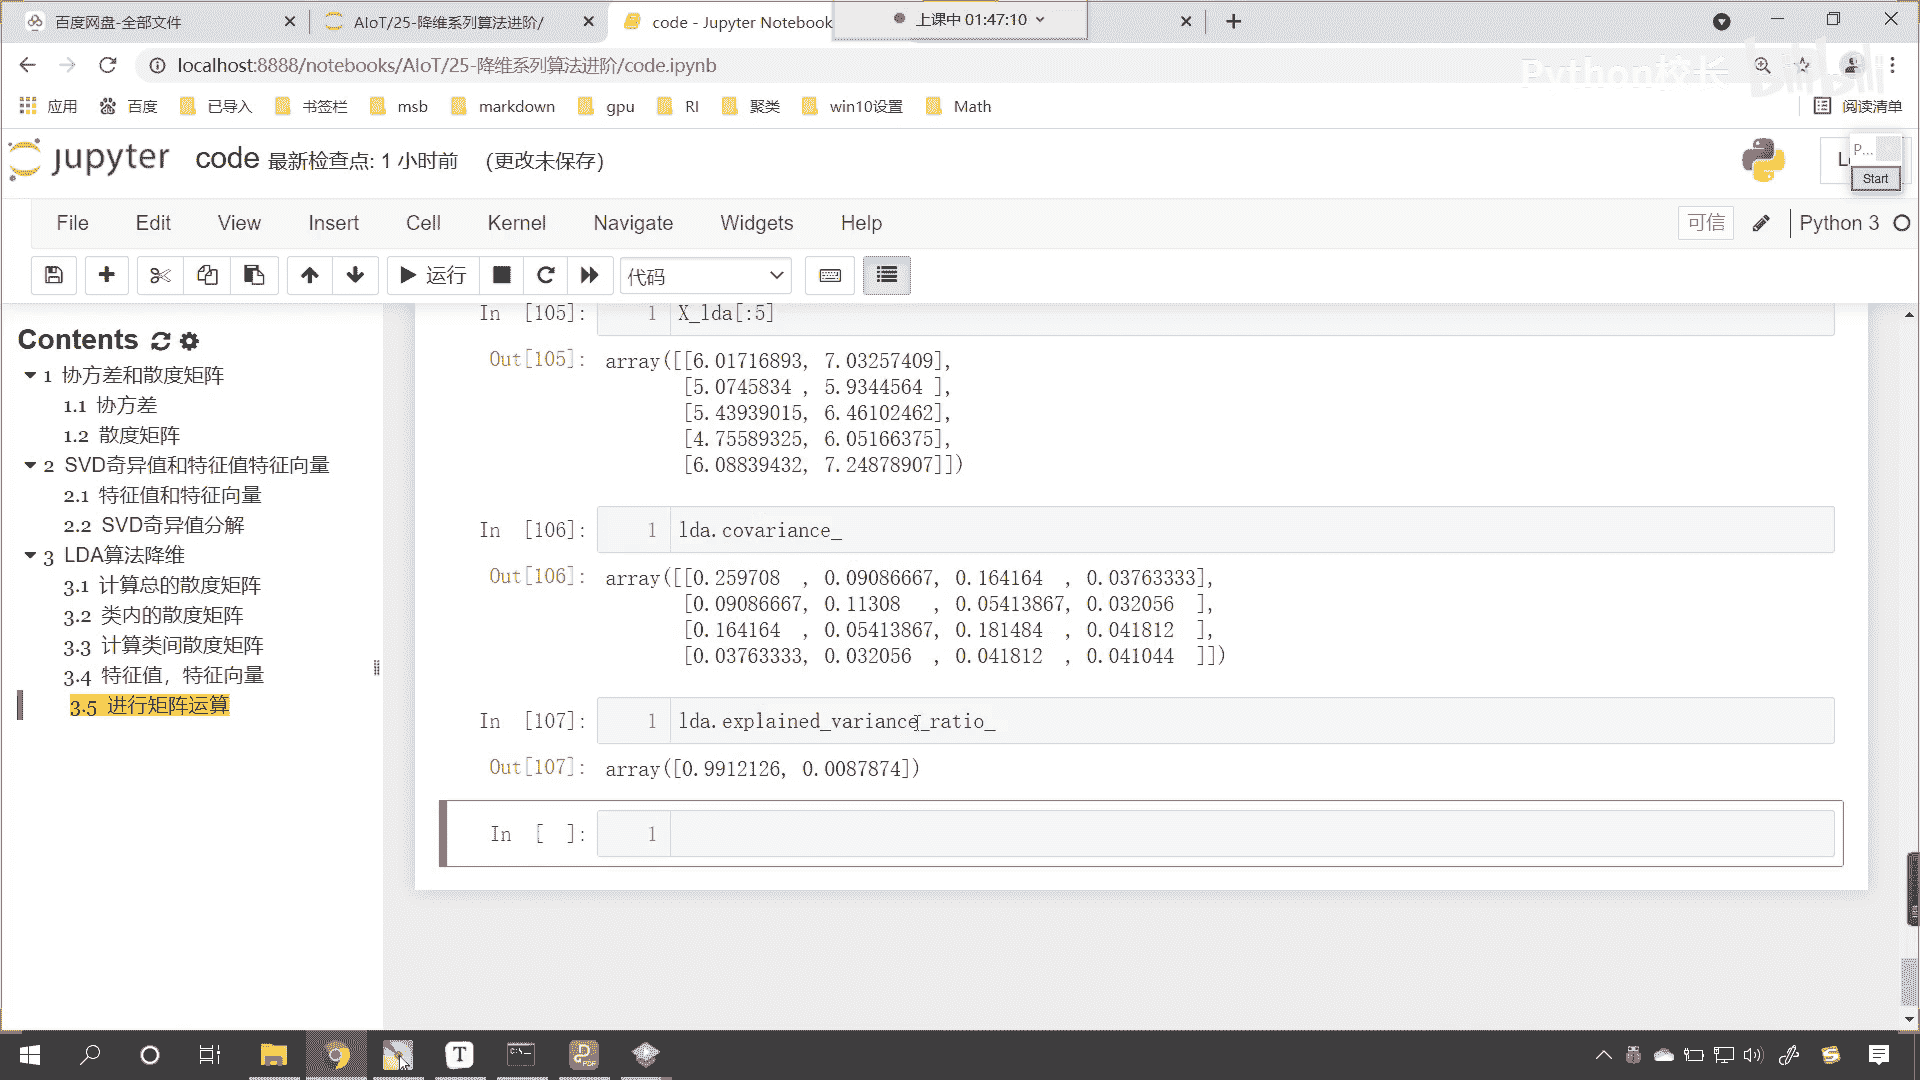 百度网盘-全部文件
AIoT/25-降维系列算法进阶/
code - Jupyter Notebook
上课中 01:47:10
localhost:8888/notebooks/AIoT/25-降维系列算法进阶/code.ipynb
Python校长
bilibili
应用 百度 已导入 书签栏 msb markdown gpu RI 聚类 win10设置 Math 阅读清单
jupyter code 最新检查点: 1 小时前 (更改未保存)
P...
Start
File Edit View Insert Cell Kernel Navigate Widgets Help 可信 Python 3
运行 代码
Contents
1 协方差和散度矩阵
1.1 协方差
1.2 散度矩阵
2 SVD奇异值和特征值特征向量
2.1 特征值和特征向量
2.2 SVD奇异值分解
3 LDA算法降维
3.1 计算总的散度矩阵
3.2 类内的散度矩阵
3.3 计算类间散度矩阵
3.4 特征值，特征向量
3.5 进行矩阵运算
In [105]: 1 X_lda[:5]
Out[105]: array([[6.01716893, 7.03257409],
[5.0745834 , 5.9344564 ],
[5.43939015, 6.46102462],
[4.75589325, 6.05166375],
[6.08839432, 7.24878907]])
In [106]: 1 lda.covariance_
Out[106]: array([[0.259708 , 0.09086667, 0.164164 , 0.03763333],
[0.09086667, 0.11308 , 0.05413867, 0.032056 ],
[0.164164 , 0.05413867, 0.181484 , 0.041812 ],
[0.03763333, 0.032056 , 0.041812 , 0.041044 ]])
In [107]: 1 lda.explained_variance_ratio_
Out[107]: array([0.9912126, 0.0087874])
In [ ]: 1